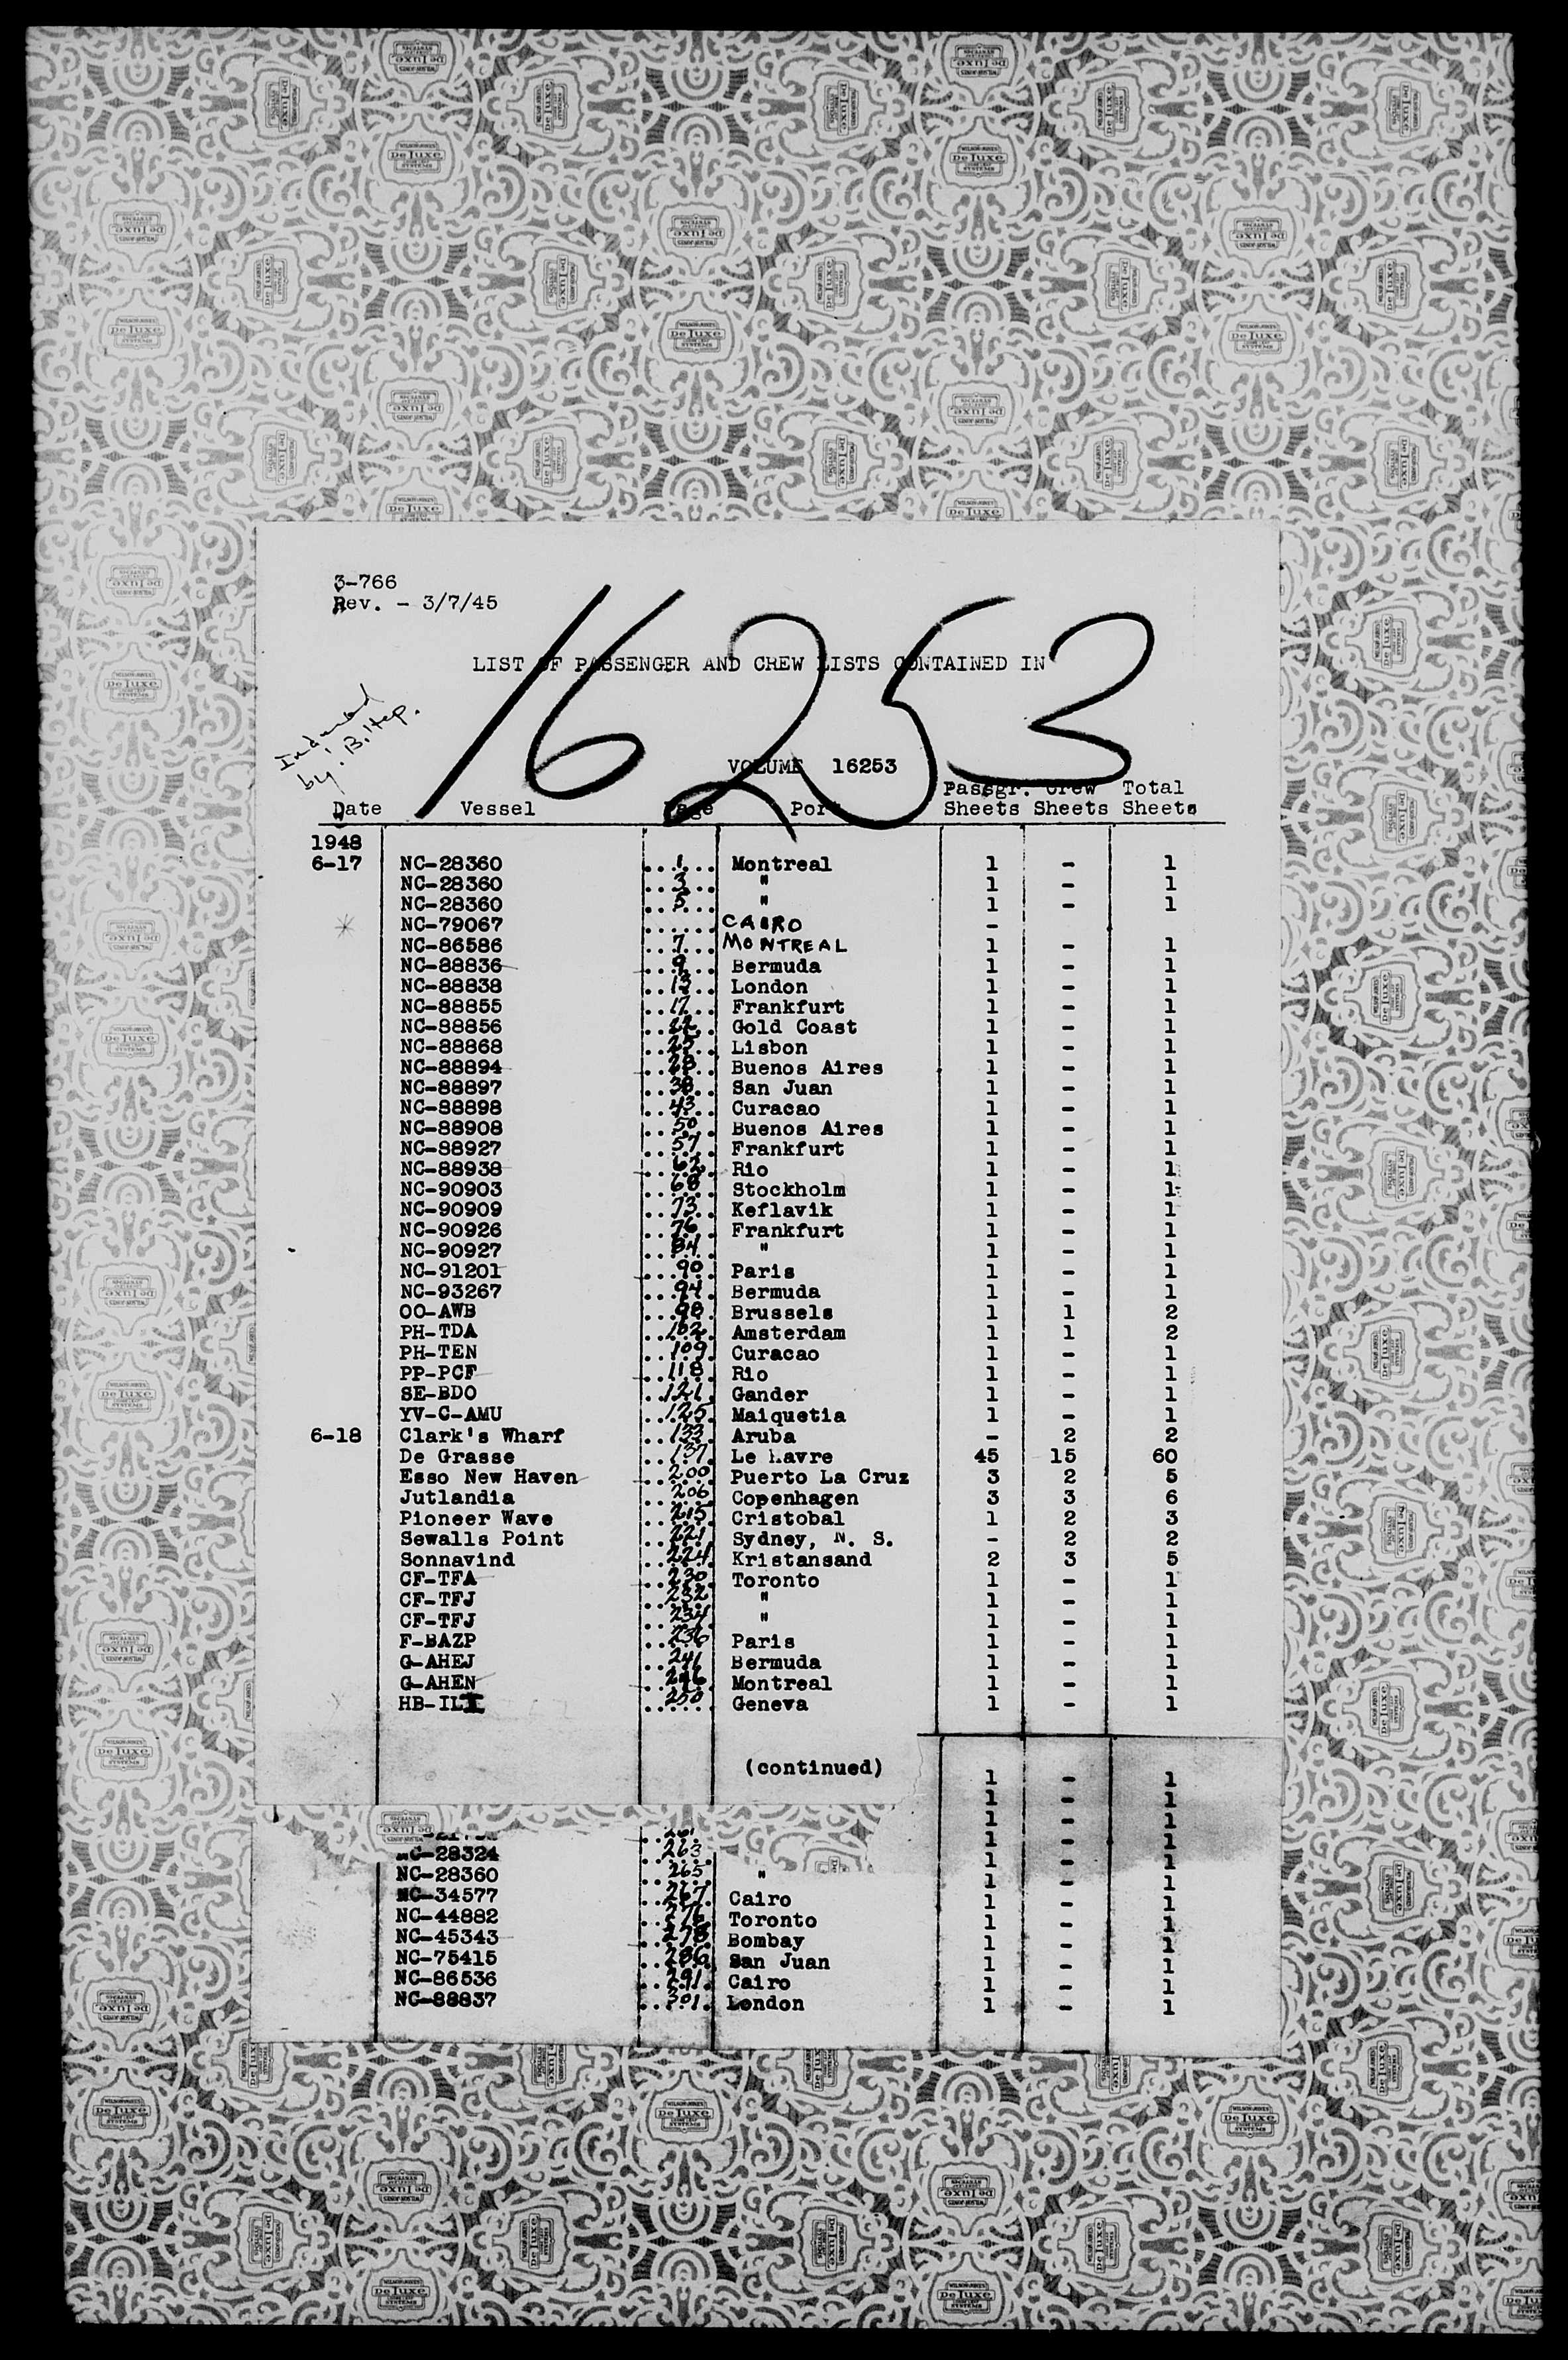 3-766
Rev. - 3/7/45
16253
LIST OF PASSENGER AND CREW LISTS CONTAINED IN
by B. Hep.
VOLUME 16253
Date Vessel Page Port Passgr. Sheets Crew Sheets Total Sheets
1948
6-17 NC-28360 1 Montreal 1 - 1
NC-28360 3 " 1 - 1
NC-28360 5 " 1 - 1
NC-79067 CAIRO -
NC-86586 7 MONTREAL 1 - 1
NC-88836 9 Bermuda 1 - 1
NC-88838 13 London 1 - 1
NC-88855 17 Frankfurt 1 - 1
NC-88856 22 Gold Coast 1 - 1
NC-88868 25 Lisbon 1 - 1
NC-88894 28 Buenos Aires 1 - 1
NC-88897 38 San Juan 1 - 1
NC-88898 43 Curacao 1 - 1
NC-88908 50 Buenos Aires 1 - 1
NC-88927 57 Frankfurt 1 - 1
NC-88938 62 Rio 1 - 1
NC-90903 68 Stockholm 1 - 1
NC-90909 73 Keflavik 1 - 1
NC-90926 76 Frankfurt 1 - 1
NC-90927 84 " 1 - 1
NC-91201 90 Paris 1 - 1
NC-93267 94 Bermuda 1 - 1
OO-AWB 98 Brussels 1 1 2
PH-TDA 102 Amsterdam 1 1 2
PH-TEN 109 Curacao 1 - 1
PP-PCF 118 Rio 1 - 1
SE-BDO 121 Gander 1 - 1
YV-C-AMU 125 Maiquetia 1 - 1
6-18 Clark's Wharf 133 Aruba - 2 2
De Grasse 137 Le Havre 45 15 60
Esso New Haven 200 Puerto La Cruz 3 2 5
Jutlandia 206 Copenhagen 3 3 6
Pioneer Wave 215 Cristobal 1 2 3
Sewalls Point 221 Sydney, N. S. - 2 2
Sonnavind 224 Kristansand 2 3 5
CF-TFA 230 Toronto 1 - 1
CF-TFJ 232 " 1 - 1
CF-TFJ 234 " 1 - 1
F-BAZP 236 Paris 1 - 1
G-AHEJ 241 Bermuda 1 - 1
G-AHEN 246 Montreal 1 - 1
HB-ILI 250 Geneva 1 - 1
(continued)
1 - 1
1 - 1
1 - 1
1 - 1
NC-28324 263 1 - 1
NC-28360 265 " 1 - 1
NC-34577 267 Cairo 1 - 1
NC-44882 276 Toronto 1 - 1
NC-45343 278 Bombay 1 - 1
NC-75415 286 San Juan 1 - 1
NC-86536 291 Cairo 1 - 1
NC-88837 301 London 1 - 1
WILSON-JONES
De Luxe
SYSTEMS